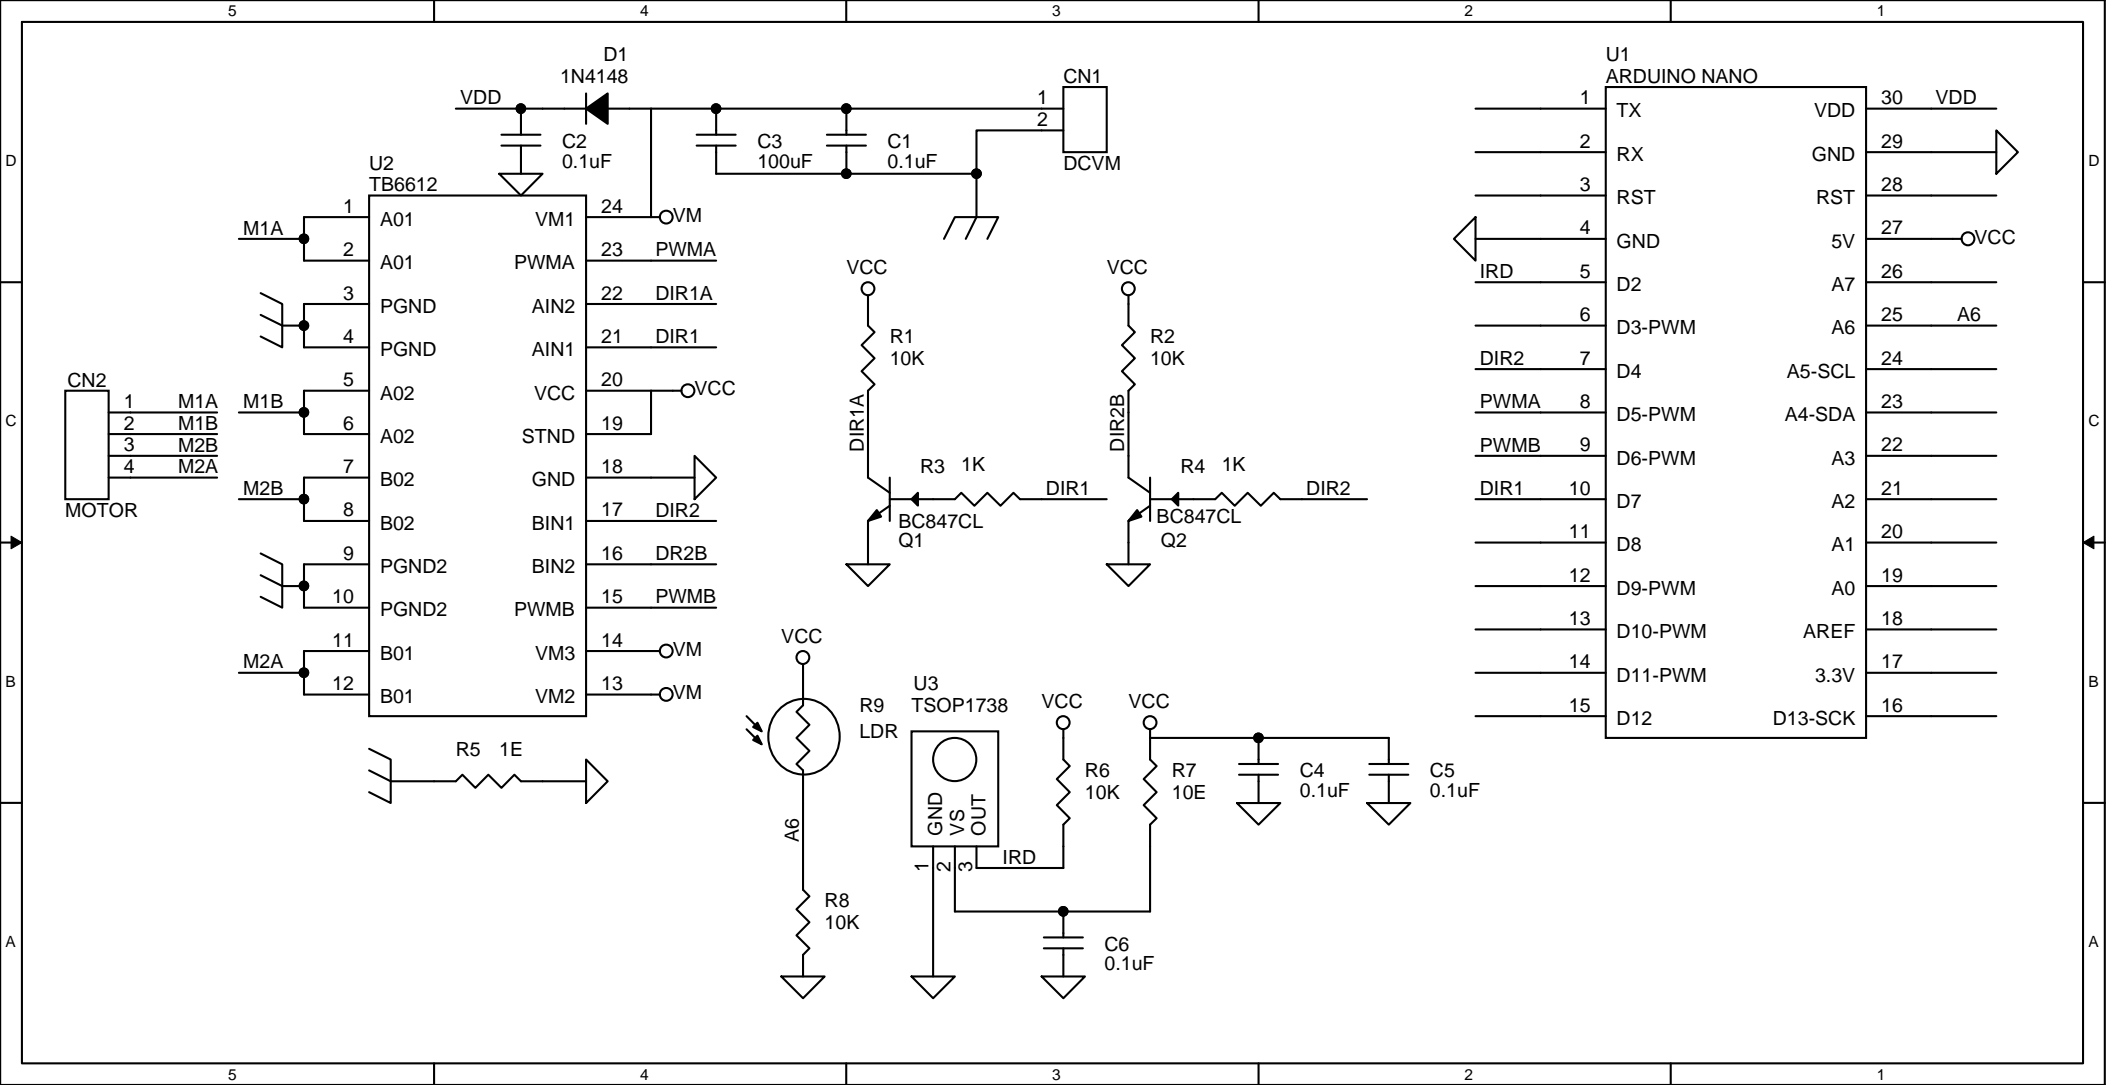 5 4 3 2 1
D
C
B
A
D
C
B
A
D1
1N4148
VDD
C2
0.1uF
C3
100uF
C1
0.1uF
CN1
1
2
DCVM
U2
TB6612
1 A01
2 A01
3 PGND
4 PGND
5 A02
6 A02
7 B02
8 B02
9 PGND2
10 PGND2
11 B01
12 B01
VM1 24 VM
PWMA 23 PWMA
AIN2 22 DIR1A
AIN1 21 DIR1
VCC 20 VCC
STND 19
GND 18
BIN1 17 DIR2
BIN2 16 DR2B
PWMB 15 PWMB
VM3 14 VM
VM2 13 VM
M1A
M1B
M2B
M2A
CN2
1 M1A
2 M1B
3 M2B
4 M2A
MOTOR
R5 1E
VCC
R1
10K
DIR1A
R3 1K
DIR1
BC847CL
Q1
VCC
R2
10K
DIR2B
R4 1K
DIR2
BC847CL
Q2
VCC
R9
LDR
A6
R8
10K
U3
TSOP1738
GND
VS
OUT
1
2
3
IRD
VCC
R6
10K
VCC
R7
10E
C4
0.1uF
C5
0.1uF
C6
0.1uF
U1
ARDUINO NANO
1 TX
2 RX
3 RST
4 GND
IRD 5 D2
6 D3-PWM
DIR2 7 D4
PWMA 8 D5-PWM
PWMB 9 D6-PWM
DIR1 10 D7
11 D8
12 D9-PWM
13 D10-PWM
14 D11-PWM
15 D12
VDD 30 VDD
GND 29
RST 28
5V 27 VCC
A7 26
A6 25 A6
A5-SCL 24
A4-SDA 23
A3 22
A2 21
A1 20
A0 19
AREF 18
3.3V 17
D13-SCK 16
5 4 3 2 1